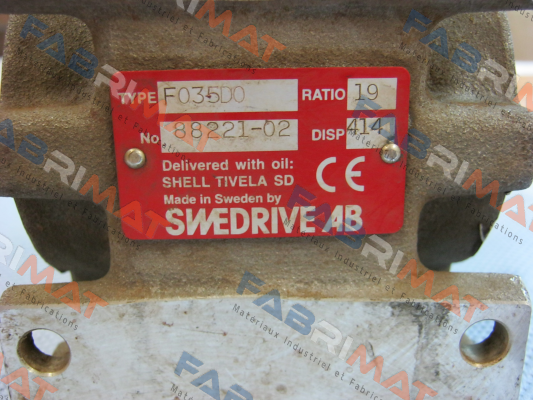 TYPE F035D0 RATIO 19
No 88221-02 DISP 414
Delivered with oil:
SHELL TIVELA SD
CE
Made in Sweden by
SWEDRIVE AB
FABRIMAT
Materiaux Industriel et Fabrications